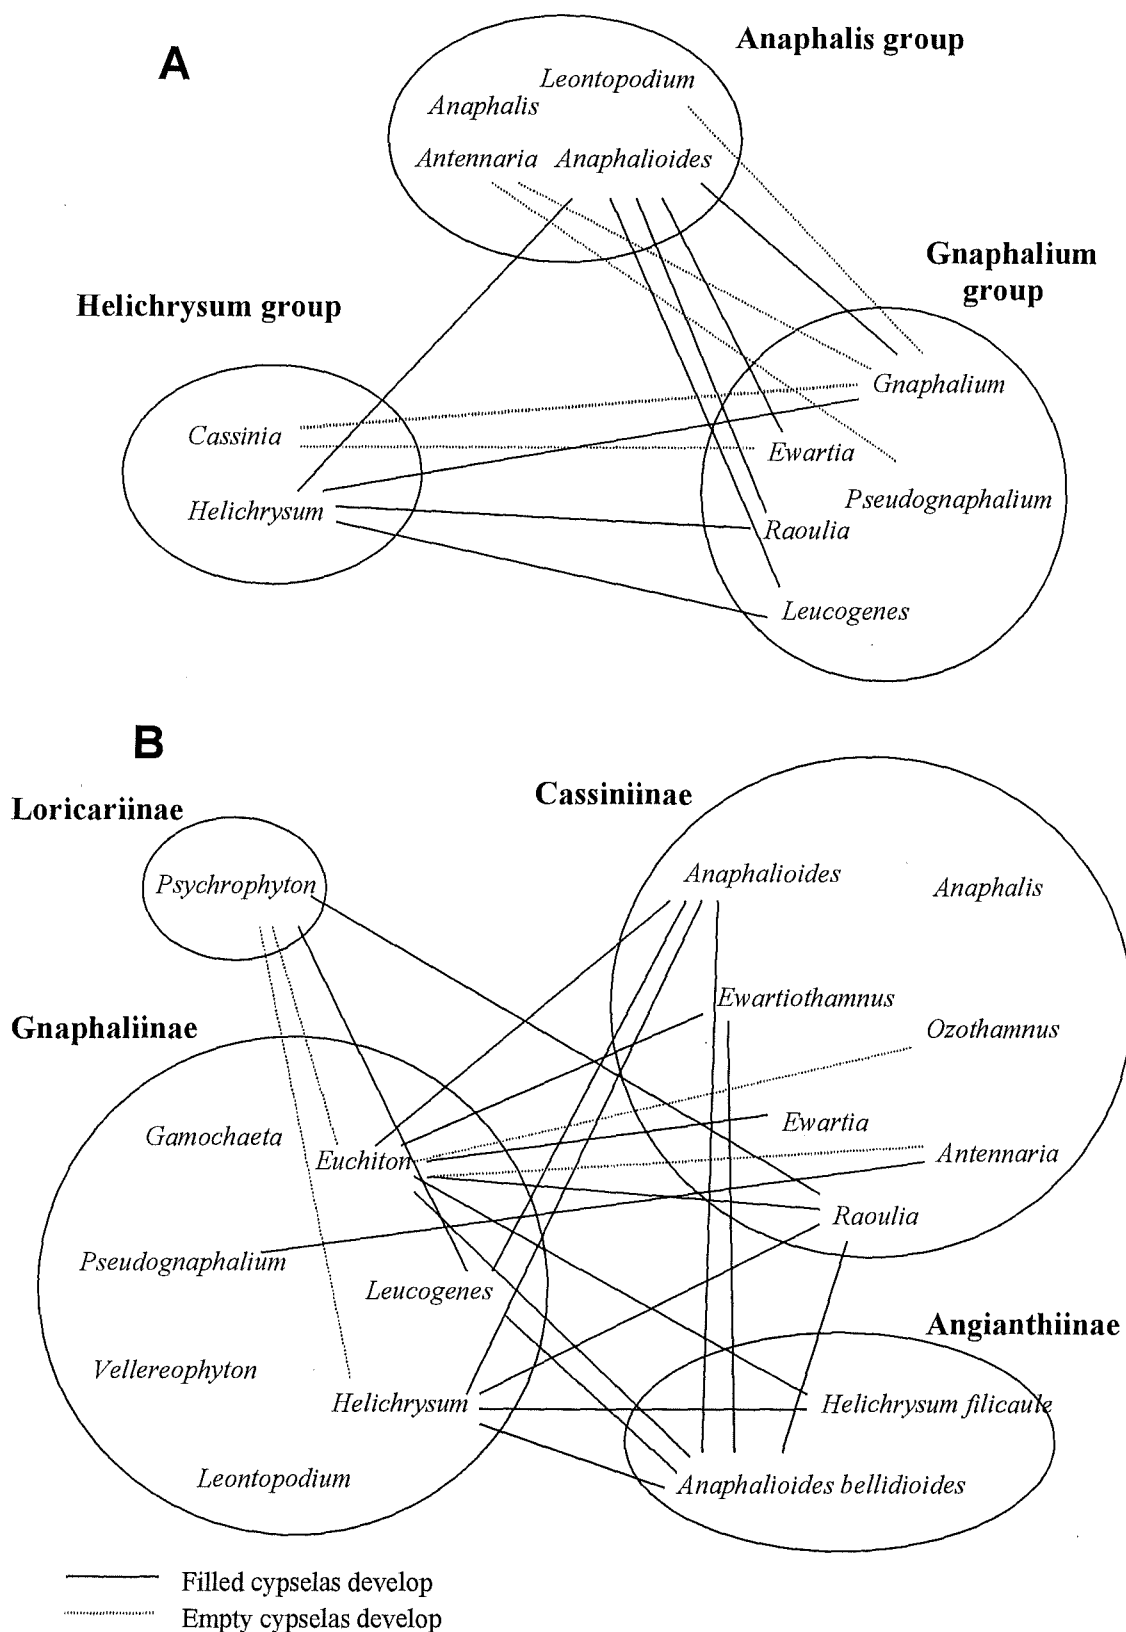 A
Anaphalis group
Leontopodium
Anaphalis
Antennaria Anaphalioides
Gnaphalium
group
Helichrysum group
Gnaphalium
Cassinia
Ewartia
Pseudognaphalium
Helichrysum
Raoulia
Leucogenes
B
Loricariinae
Cassiniinae
Psychrophyton
Anaphalioides
Anaphalis
Ewartiothamnus
Gnaphaliinae
Ozothamnus
Gamochaeta
Ewartia
Euchiton
Antennaria
Raoulia
Pseudognaphalium
Leucogenes
Angianthiinae
Vellereophyton
Helichrysum
Helichrysum filicaule
Leontopodium
Anaphalioides bellidioides
Filled cypselas develop
Empty cypselas develop